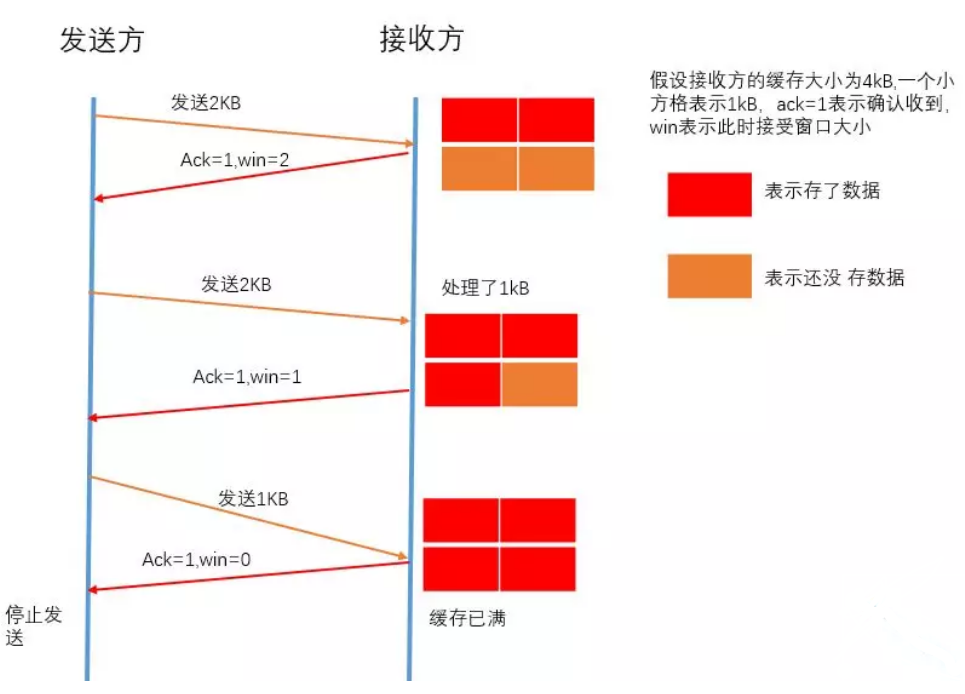 发送方
接收方
假设接收方的缓存大小为4kB,一个小
方格表示1kB，ack=1表示确认收到,
win表示此时接受窗口大小
发送2KB
Ack=1,win=2
表示存了数据
表示还没 存数据
发送2KB
处理了1kB
Ack=1,win=1
发送1KB
Ack=1,win=0
停止发
送
缓存已满